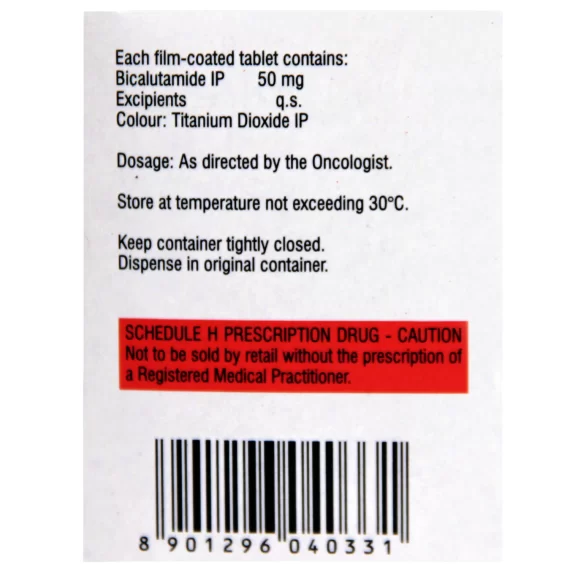 Each film-coated tablet contains:
Bicalutamide IP 50 mg
Excipients q.s.
Colour: Titanium Dioxide IP
Dosage: As directed by the Oncologist.
Store at temperature not exceeding 30°C.
Keep container tightly closed.
Dispense in original container.
SCHEDULE H PRESCRIPTION DRUG - CAUTION
Not to be sold by retail without the prescription of
a Registered Medical Practitioner.
8 901296 040331